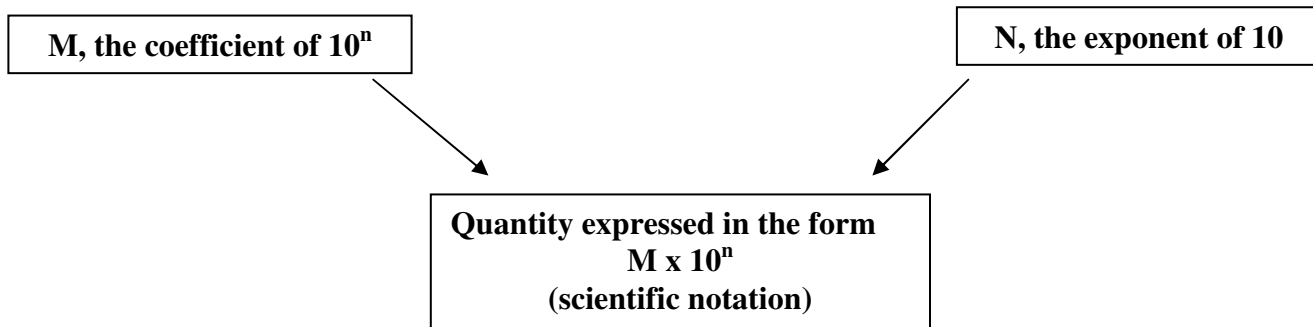 M, the coefficient of 10ⁿ
N, the exponent of 10
Quantity expressed in the form
M x 10ⁿ
(scientific notation)